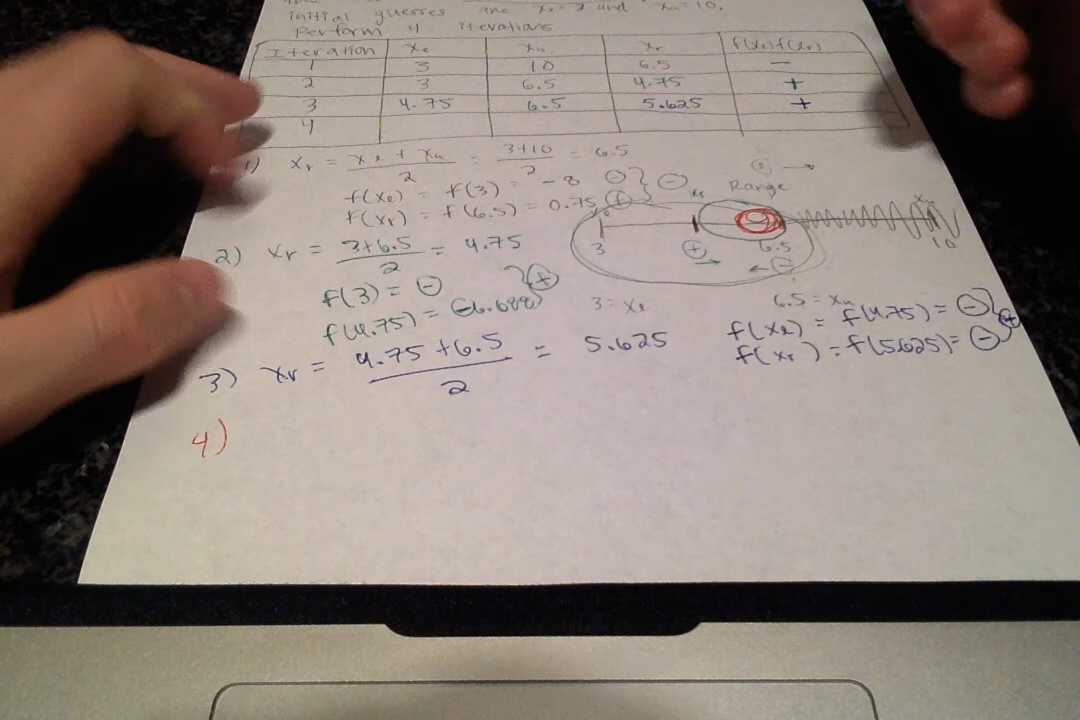 initial guesses are xℓ = 3 and xu = 10.
Perform 4 iterations
Iteration xℓ xu xr f(xℓ)f(xr)
1 3 10 6.5 −
2 3 6.5 4.75 +
3 4.75 6.5 5.625 +
4
1) xr = xℓ + xu / 2 = 3+10 / 2 = 6.5
f(xℓ) = f(3) = -8 ⊖ } ⊖
f(xr) = f(6.5) = 0.75 ⊕
Range
xℓ
3 ⊕ → 6.5 10
← ⊖
3 = xℓ 6.5 = xu
2) xr = 3+6.5 / 2 = 4.75
f(3) = ⊖ } ⊕
f(4.75) =
3) xr = 4.75 + 6.5 / 2 = 5.625
f(xℓ) = f(4.75) = ⊖ } ⊕
f(xr) = f(5.625) = ⊖
4)